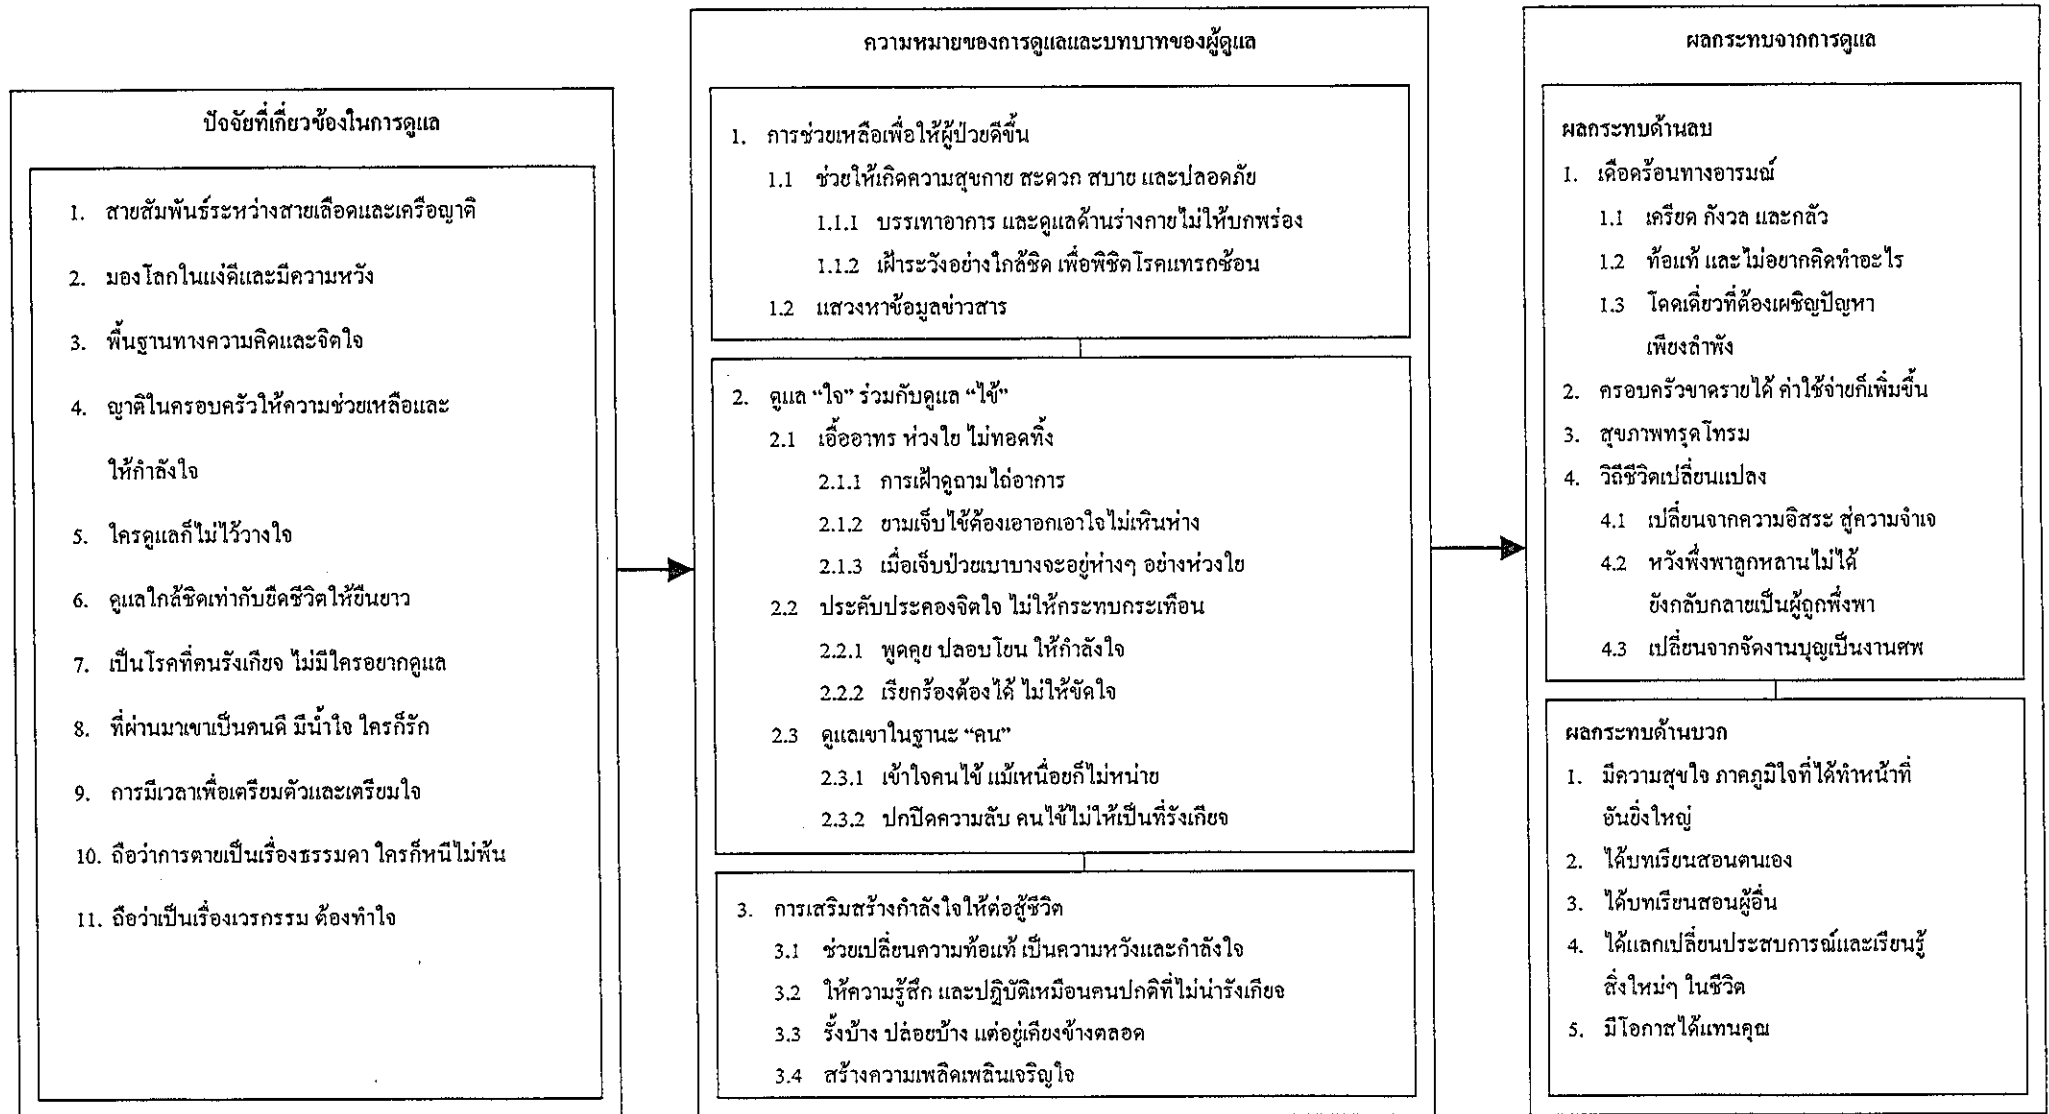 ปัจจัยที่เกี่ยวข้องในการดูแล
1. สายสัมพันธ์ระหว่างสายเลือดและเครือญาติ
2. มองโลกในแง่ดีและมีความหวัง
3. พื้นฐานทางความคิดและจิตใจ
4. ญาติในครอบครัวให้ความช่วยเหลือและ
ให้กำลังใจ
5. ใครดูแลก็ไม่ไว้วางใจ
6. ดูแลใกล้ชิดเท่ากับยืดชีวิตให้ยืนยาว
7. เป็นโรคที่คนรังเกียจ ไม่มีใครอยากดูแล
8. ที่ผ่านมาเขาเป็นคนดี มีน้ำใจ ใครก็รัก
9. การมีเวลาเพื่อเตรียมตัวและเตรียมใจ
10. ถือว่าการตายเป็นเรื่องธรรมดา ใครก็หนีไม่พ้น
11. ถือว่าเป็นเรื่องเวรกรรม ต้องทำใจ
ความหมายของการดูแลและบทบาทของผู้ดูแล
1. การช่วยเหลือเพื่อให้ผู้ป่วยดีขึ้น
1.1 ช่วยให้เกิดความสุขกาย สะดวก สบาย และปลอดภัย
1.1.1 บรรเทาอาการ และดูแลด้านร่างกายไม่ให้บกพร่อง
1.1.2 เฝ้าระวังอย่างใกล้ชิด เพื่อพิชิตโรคแทรกซ้อน
1.2 แสวงหาข้อมูลข่าวสาร
2. ดูแล “ใจ” ร่วมกับดูแล “ไข้”
2.1 เอื้ออาทร ห่วงใย ไม่ทอดทิ้ง
2.1.1 การเฝ้าดูถามไถ่อาการ
2.1.2 ยามเจ็บไข้ต้องเอาอกเอาใจไม่เหินห่าง
2.1.3 เมื่อเจ็บป่วยเบาบางจะอยู่ห่างๆ อย่างห่วงใย
2.2 ประคับประคองจิตใจ ไม่ให้กระทบกระเทือน
2.2.1 พูดคุย ปลอบโยน ให้กำลังใจ
2.2.2 เรียกร้องต้องได้ ไม่ให้ขัดใจ
2.3 ดูแลเขาในฐานะ “คน”
2.3.1 เข้าใจคนไข้ แม้เหนื่อยก็ไม่หน่าย
2.3.2 ปกปิดความลับ คนไข้ไม่ให้เป็นที่รังเกียจ
3. การเสริมสร้างกำลังใจให้ต่อสู้ชีวิต
3.1 ช่วยเปลี่ยนความท้อแท้ เป็นความหวังและกำลังใจ
3.2 ให้ความรู้สึก และปฏิบัติเหมือนคนปกติที่ไม่น่ารังเกียจ
3.3 รั้งบ้าง ปล่อยบ้าง แต่อยู่เคียงข้างตลอด
3.4 สร้างความเพลิดเพลินเจริญใจ
ผลกระทบจากการดูแล
ผลกระทบด้านลบ
1. เดือดร้อนทางอารมณ์
1.1 เครียด กังวล และกลัว
1.2 ท้อแท้ และไม่อยากคิดทำอะไร
1.3 โดดเดี่ยวที่ต้องเผชิญปัญหา
เพียงลำพัง
2. ครอบครัวขาดรายได้ ค่าใช้จ่ายก็เพิ่มขึ้น
3. สุขภาพทรุดโทรม
4. วิถีชีวิตเปลี่ยนแปลง
4.1 เปลี่ยนจากความอิสระ สู่ความจำเจ
4.2 หวังพึ่งพาลูกหลานไม่ได้
ยังกลับกลายเป็นผู้ถูกพึ่งพา
4.3 เปลี่ยนจากจัดงานบุญเป็นงานศพ
ผลกระทบด้านบวก
1. มีความสุขใจ ภาคภูมิใจที่ได้ทำหน้าที่
อันยิ่งใหญ่
2. ได้บทเรียนสอนตนเอง
3. ได้บทเรียนสอนผู้อื่น
4. ได้แลกเปลี่ยนประสบการณ์และเรียนรู้
สิ่งใหม่ๆ ในชีวิต
5. มีโอกาสได้แทนคุณ